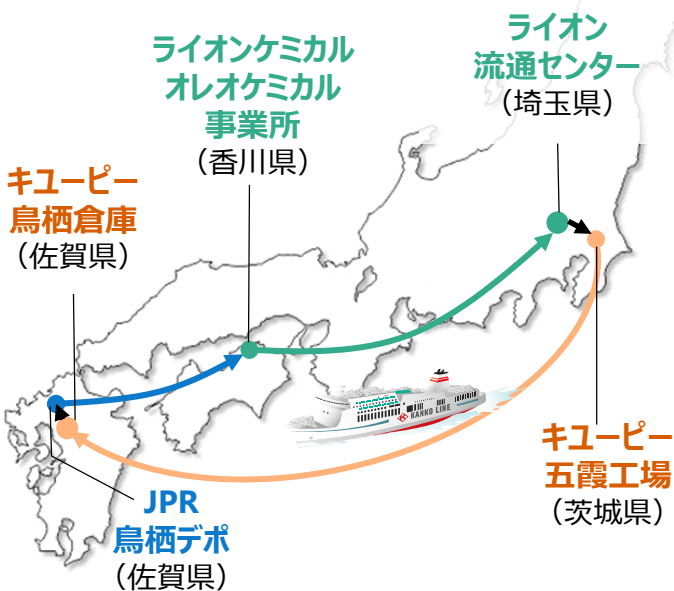 ライオン
流通センター
（埼玉県）
ライオンケミカル
オレオケミカル
事業所
（香川県）
キユーピー
鳥栖倉庫
（佐賀県）
KANKO LINE
キユーピー
五霞工場
（茨城県）
JPR
鳥栖デポ
（佐賀県）